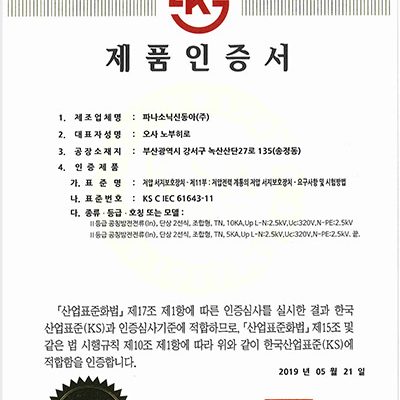 KS
제 품 인 증 서
1. 제 조 업 체 명 : 파나소닉신동아(주)
2. 대 표 자 성 명 : 오사 노부히로
3. 공 장 소 재 지 : 부산광역시 강서구 녹산산단27로 135(송정동)
4. 인 증 제 품
가. 표 준 명 : 저압 서지보호장치 - 제11부 : 저압전력 계통의 저압 서지보호장치 - 요구사항 및 시험방법
나. 표 준 번 호 : KS C IEC 61643-11
다. 종류 · 등급 · 호칭 또는 모델 :
II등급 공칭방전전류(In), 단상 2선식, 조합형, TN, 10KA,Up L-N:2.5kV,Uc:320V,N-PE:2.5kV
II등급 공칭방전전류(In), 단상 2선식, 조합형, TN, 5KA,Up L-N:2.5kV,Uc:320V,N-PE:2.5kV. 끝.
「산업표준화법」 제17조 제1항에 따른 인증심사를 실시한 결과 한국
산업표준(KS)과 인증심사기준에 적합하므로, 「산업표준화법」 제15조 및
같은 법 시행규칙 제10조 제1항에 따라 위와 같이 한국산업표준(KS)에
적합함을 인증합니다.
2019 년 05 월 21 일